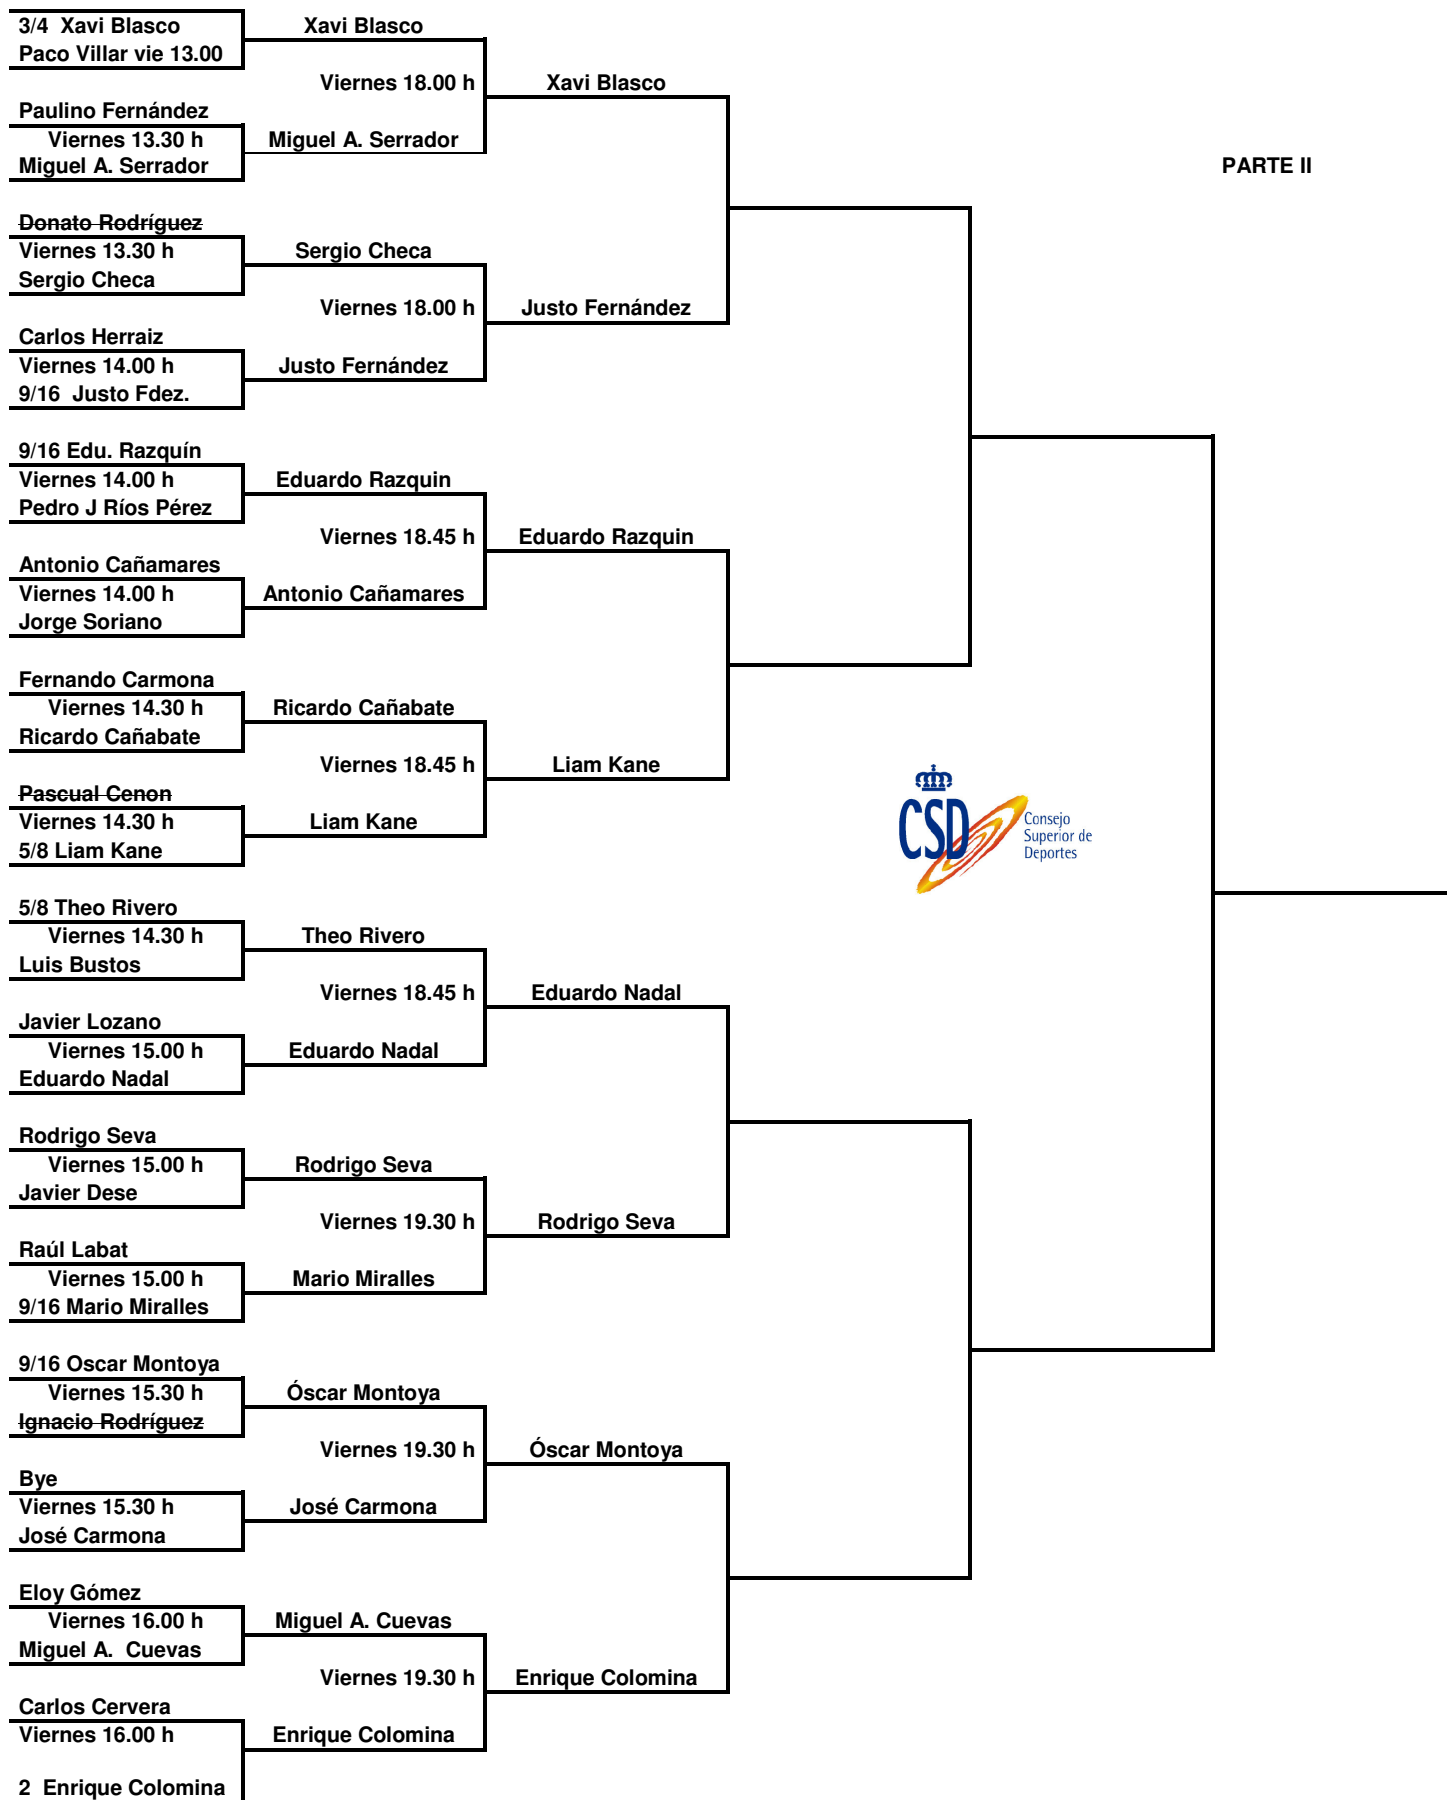 3/4  Xavi Blasco
Xavi Blasco
Paco Villar vie 13.00
Viernes 18.00 h
Xavi Blasco
Paulino Fernández
Viernes 13.30 h
Miguel A. Serrador
Miguel A. Serrador
PARTE II
Donato Rodríguez
Viernes 13.30 h
Sergio Checa
Sergio Checa
Viernes 18.00 h
Justo Fernández
Carlos Herraiz
Viernes 14.00 h
Justo Fernández
9/16  Justo Fdez.
9/16 Edu. Razquín
Viernes 14.00 h
Eduardo Razquin
Pedro J Ríos Pérez
Viernes 18.45 h
Eduardo Razquin
Antonio Cañamares
Viernes 14.00 h
Antonio Cañamares
Jorge Soriano
Fernando Carmona
Viernes 14.30 h
Ricardo Cañabate
Ricardo Cañabate
Viernes 18.45 h
Liam Kane
Pascual Cenon
Viernes 14.30 h
Liam Kane
5/8 Liam Kane
CSD
Consejo
Superior de
Deportes
5/8 Theo Rivero
Viernes 14.30 h
Theo Rivero
Luis Bustos
Viernes 18.45 h
Eduardo Nadal
Javier Lozano
Viernes 15.00 h
Eduardo Nadal
Eduardo Nadal
Rodrigo Seva
Viernes 15.00 h
Rodrigo Seva
Javier Dese
Viernes 19.30 h
Rodrigo Seva
Raúl Labat
Viernes 15.00 h
Mario Miralles
9/16 Mario Miralles
9/16 Oscar Montoya
Viernes 15.30 h
Óscar Montoya
Ignacio Rodríguez
Viernes 19.30 h
Óscar Montoya
Bye
Viernes 15.30 h
José Carmona
José Carmona
Eloy Gómez
Viernes 16.00 h
Miguel A. Cuevas
Miguel A.  Cuevas
Viernes 19.30 h
Enrique Colomina
Carlos Cervera
Viernes 16.00 h
Enrique Colomina
2  Enrique Colomina